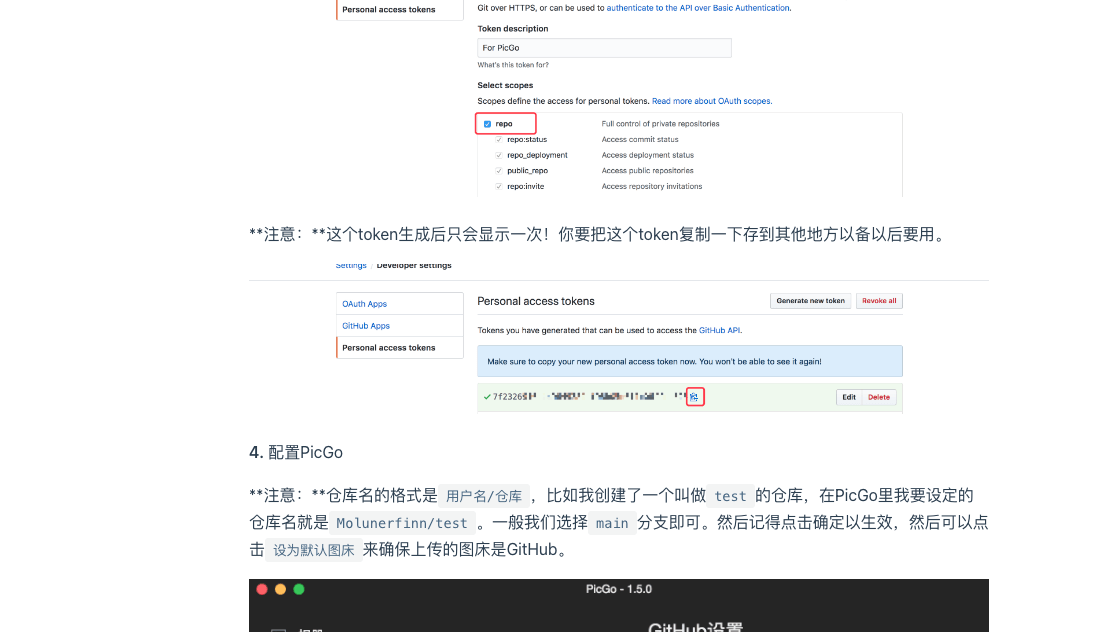 Personal access tokens
Git over HTTPS, or can be used to authenticate to the API over Basic Authentication.
Token description
For PicGo
What's this token for?
Select scopes
Scopes define the access for personal tokens. Read more about OAuth scopes.
repo Full control of private repositories
repo:status Access commit status
repo_deployment Access deployment status
public_repo Access public repositories
repo:invite Access repository invitations
**注意：**这个token生成后只会显示一次！你要把这个token复制一下存到其他地方以备以后要用。
Settings / Developer settings
OAuth Apps
GitHub Apps
Personal access tokens
Personal access tokens Generate new token Revoke all
Tokens you have generated that can be used to access the GitHub API.
Make sure to copy your new personal access token now. You won't be able to see it again!
7f2326 Edit Delete
4. 配置PicGo
**注意：**仓库名的格式是 用户名/仓库 ，比如我创建了一个叫做 test 的仓库，在PicGo里我要设定的
仓库名就是 Molunerfinn/test 。一般我们选择 main 分支即可。然后记得点击确定以生效，然后可以点
击 设为默认图床 来确保上传的图床是GitHub。
PicGo - 1.5.0
GitHub设置